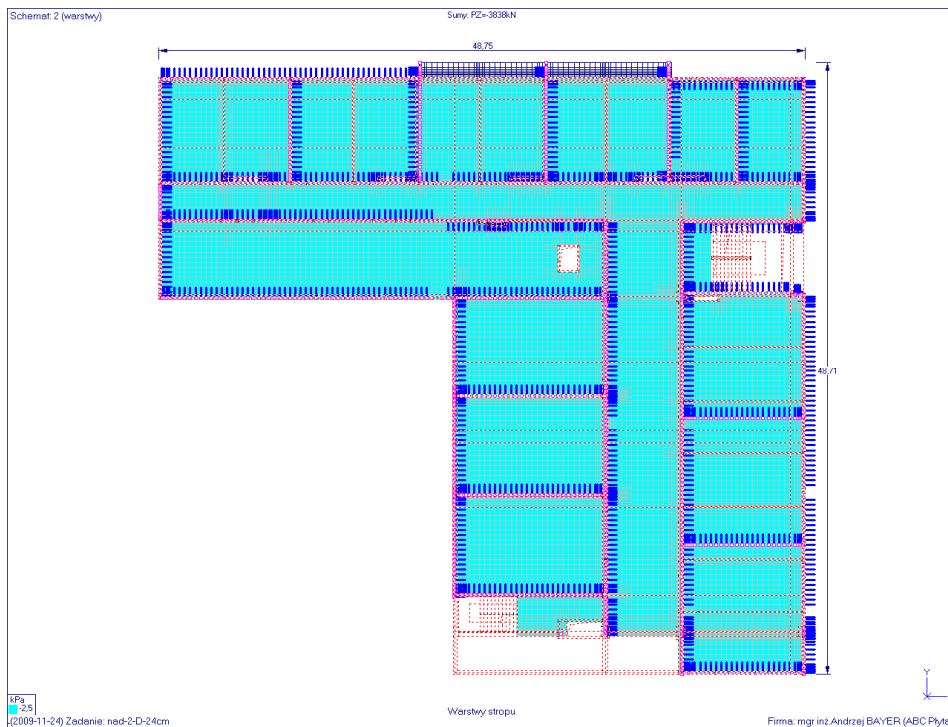 Schemat: 2 (warstwy)
Sumy: PZ=-3838kN
48,75
48,71
kPa
-2,5
Warstwy stropu
Y
X
(2009-11-24) Zadanie: nad-2-D-24cm
Firma: mgr inż.Andrzej BAYER (ABC Płyte